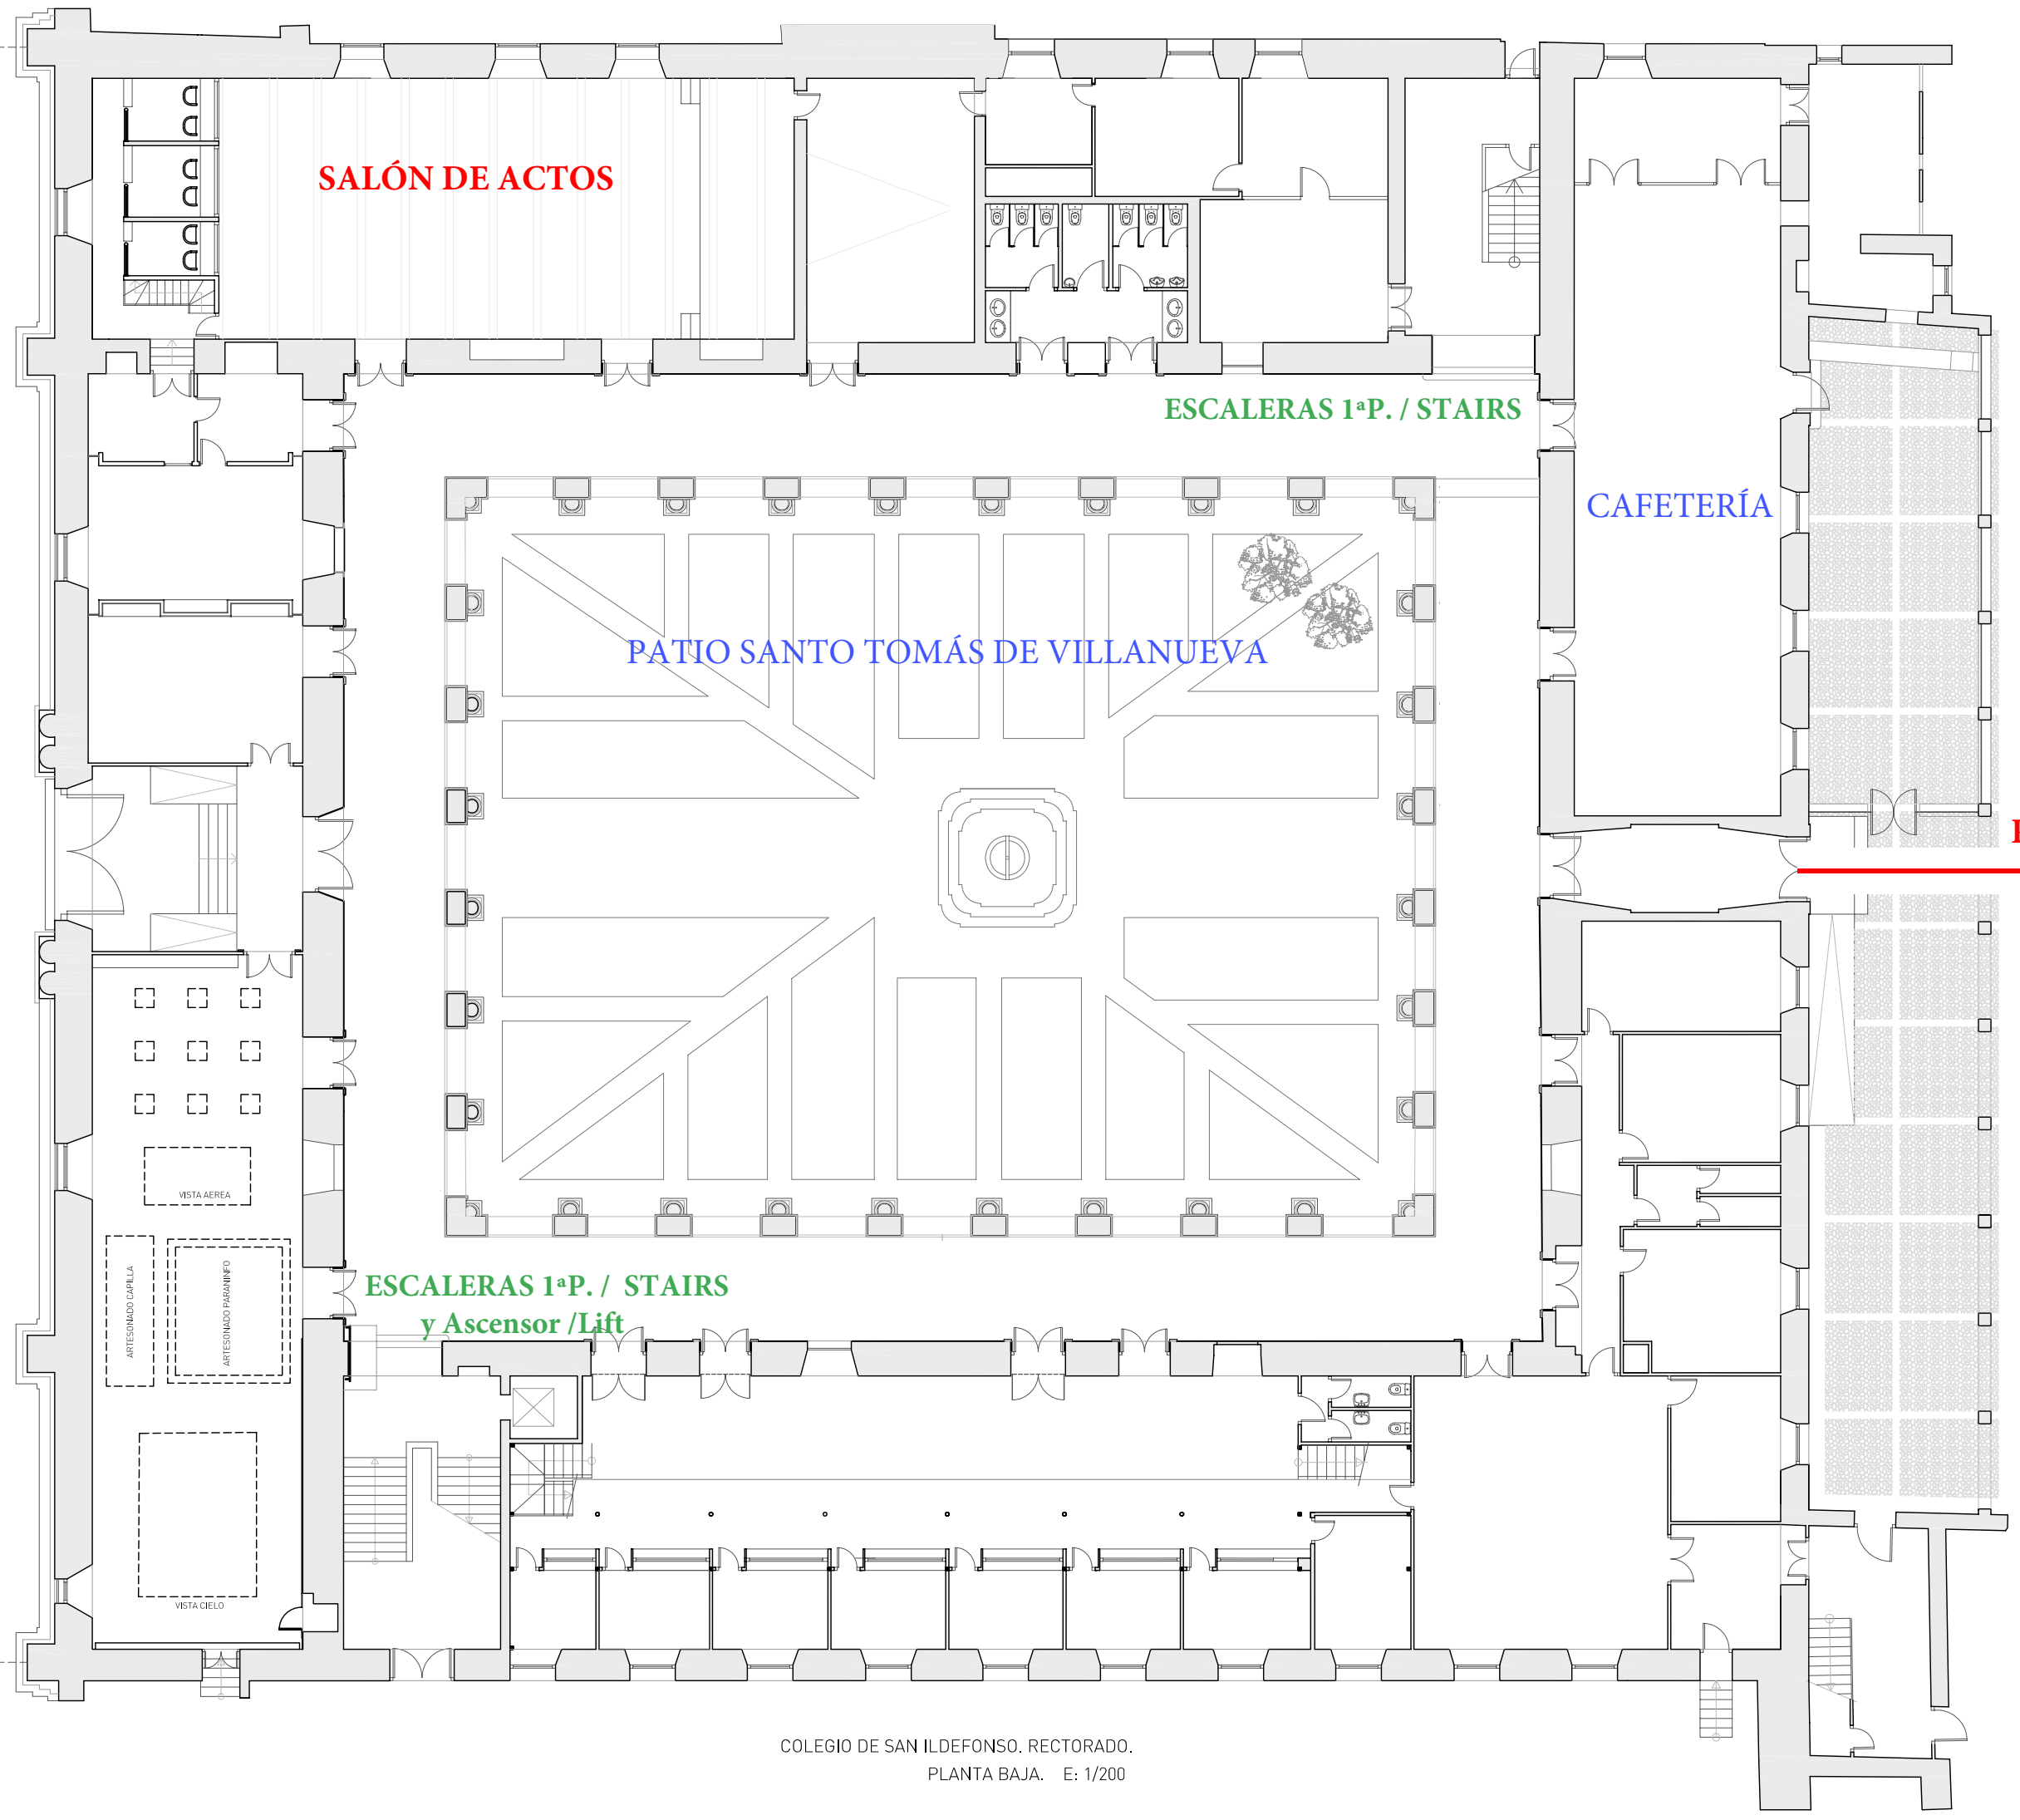 SALÓN DE ACTOS
ESCALERAS 1ªP. / STAIRS
CAFETERÍA
PATIO SANTO TOMÁS DE VILLANUEVA
VISTA AEREA
ARTESONADO CAPILLA
ARTESONADO PARANINFO
ESCALERAS 1ªP. / STAIRS
y Ascensor /Lift
VISTA CIELO
COLEGIO DE SAN ILDEFONSO. RECTORADO.
PLANTA BAJA. E: 1/200